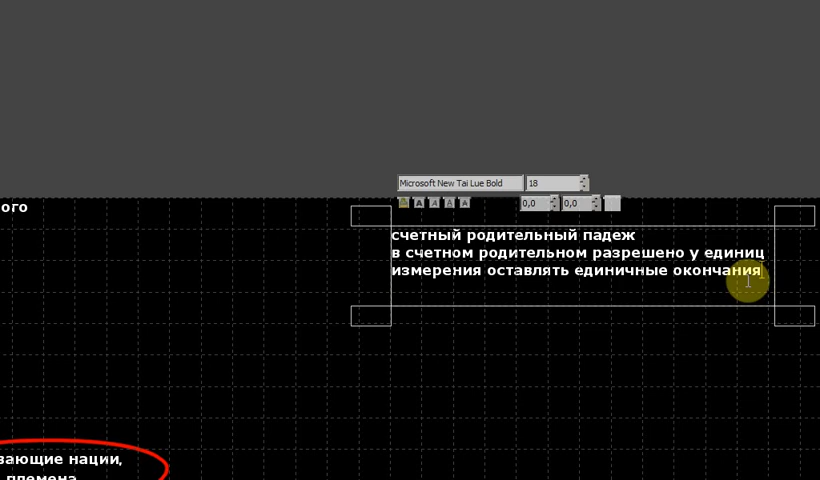 Microsoft New Tai Lue Bold 18
0,0 0,0
ого
счетный родительный падеж
в счетном родительном разрешено у единиц
измерения оставлять единичные окончания
нации,
племена